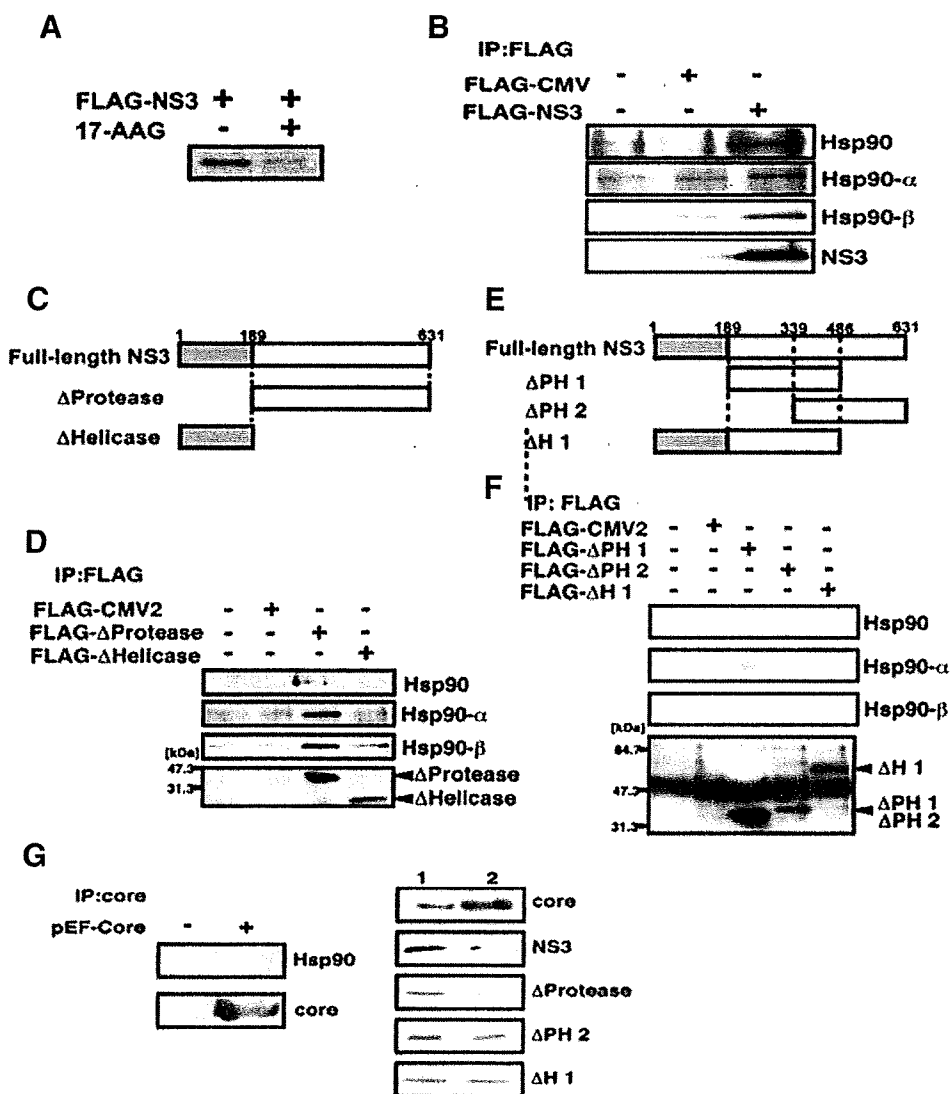 A
FLAG-NS3 + +
17-AAG - +
B
IP:FLAG
FLAG-CMV - + -
FLAG-NS3 - - +
Hsp90
Hsp90-α
Hsp90-β
NS3
C
1 189 631
Full-length NS3
ΔProtease
ΔHelicase
E
1 189 339 486 631
Full-length NS3
ΔPH 1
ΔPH 2
ΔH 1
D
IP:FLAG
FLAG-CMV2 - + - -
FLAG-ΔProtease - - + -
FLAG-ΔHelicase - - - +
Hsp90
Hsp90-α
Hsp90-β
[kDa]
47.3
31.3
ΔProtease
ΔHelicase
F
IP: FLAG
FLAG-CMV2 - + - - -
FLAG-ΔPH 1 - - + - -
FLAG-ΔPH 2 - - - + -
FLAG-ΔH 1 - - - - +
Hsp90
Hsp90-α
Hsp90-β
[kDa]
84.7
47.3
31.3
ΔH 1
ΔPH 1
ΔPH 2
G
IP:core
pEF-Core - +
Hsp90
core
1 2
core
NS3
ΔProtease
ΔPH 2
ΔH 1